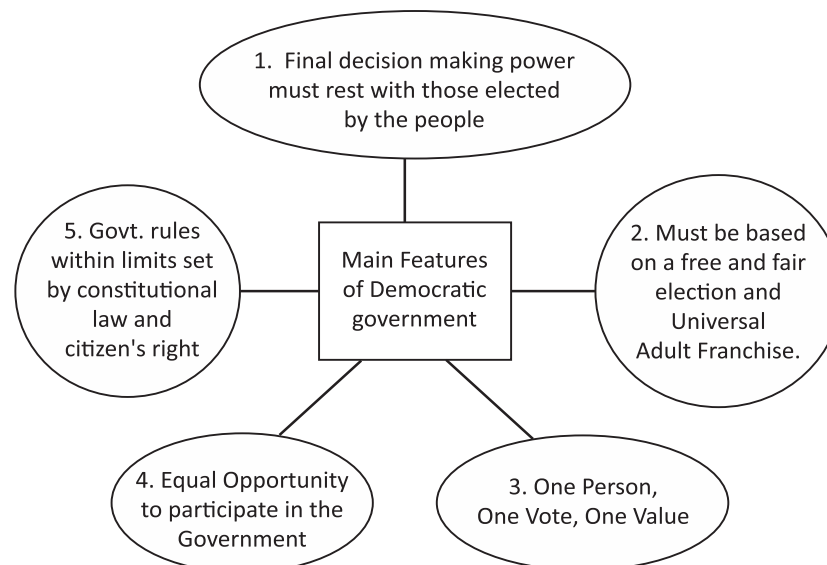 1. Final decision making power
must rest with those elected
by the people
5. Govt. rules
within limits set
by constitutional
law and
citizen's right
Main Features
of Democratic
government
2. Must be based
on a free and fair
election and
Universal
Adult Franchise.
4. Equal Opportunity
to participate in the
Government
3. One Person,
One Vote, One Value